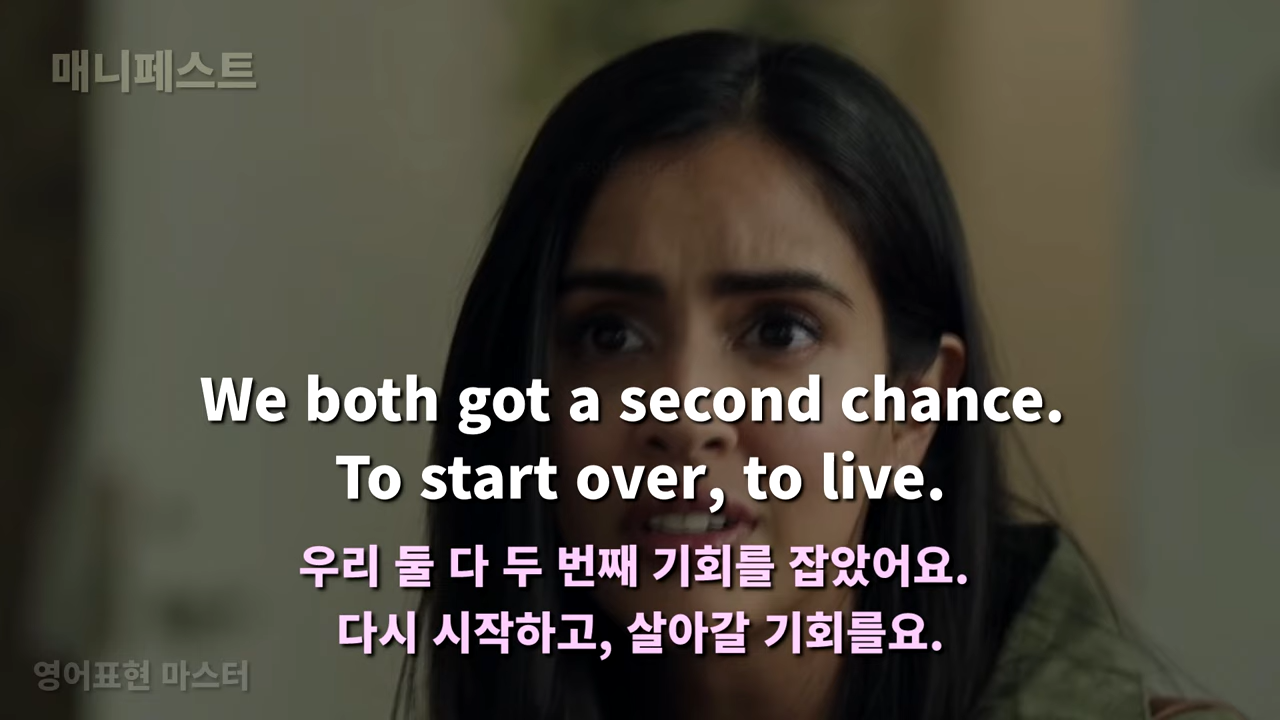 매니페스트
We both got a second chance.
To start over, to live.
우리 둘 다 두 번째 기회를 잡았어요.
다시 시작하고, 살아갈 기회를요.
영어표현 마스터